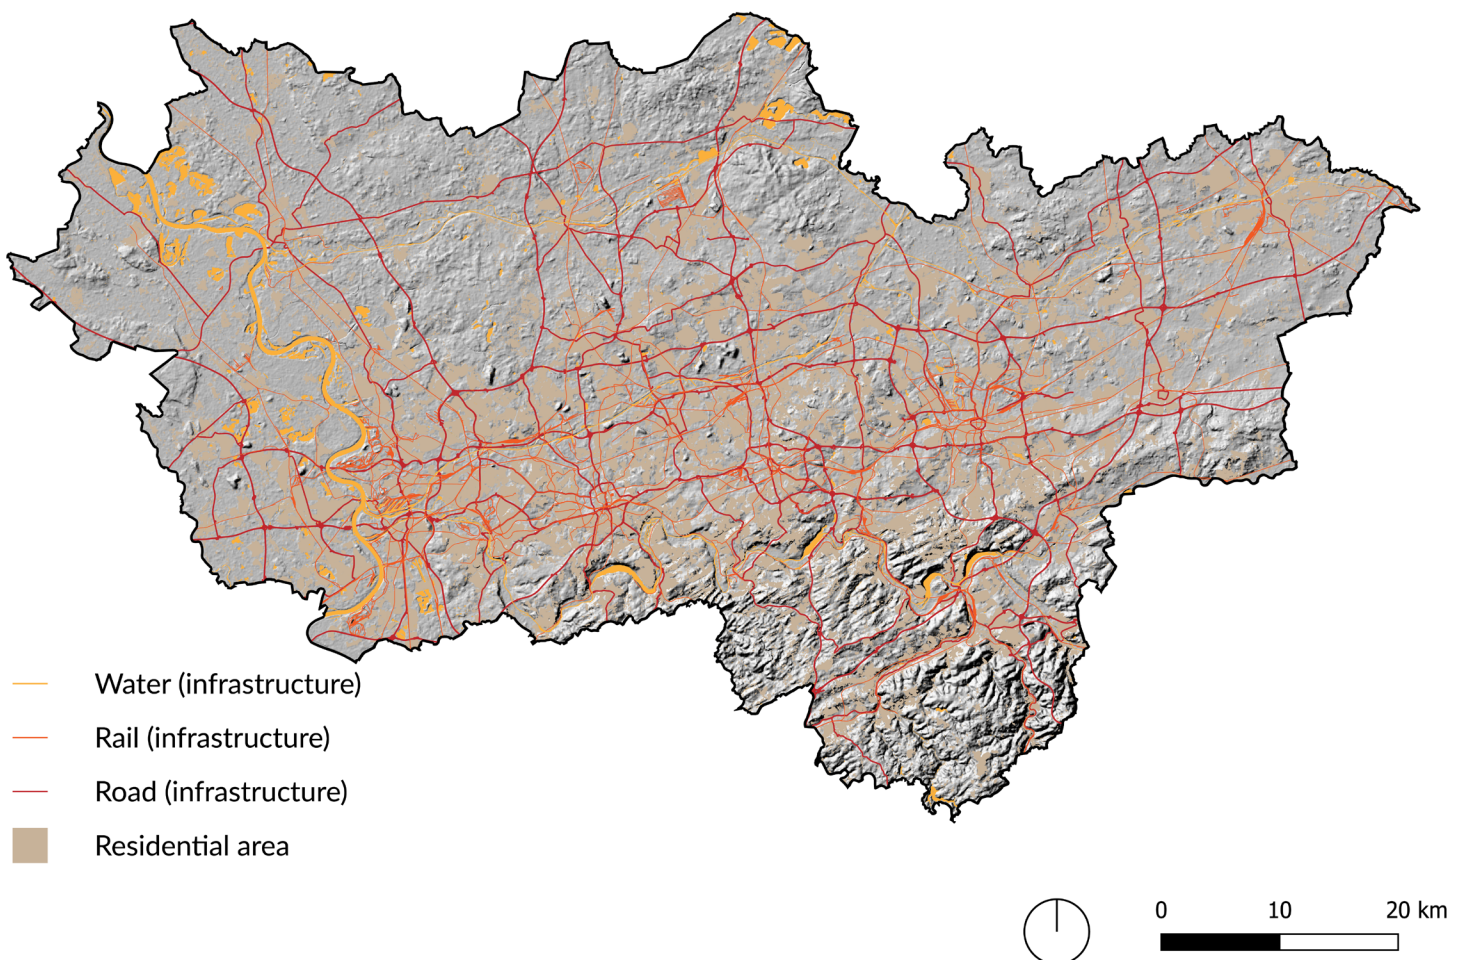 Water (infrastructure)
Rail (infrastructure)
Road (infrastructure)
Residential area
0 10 20 km